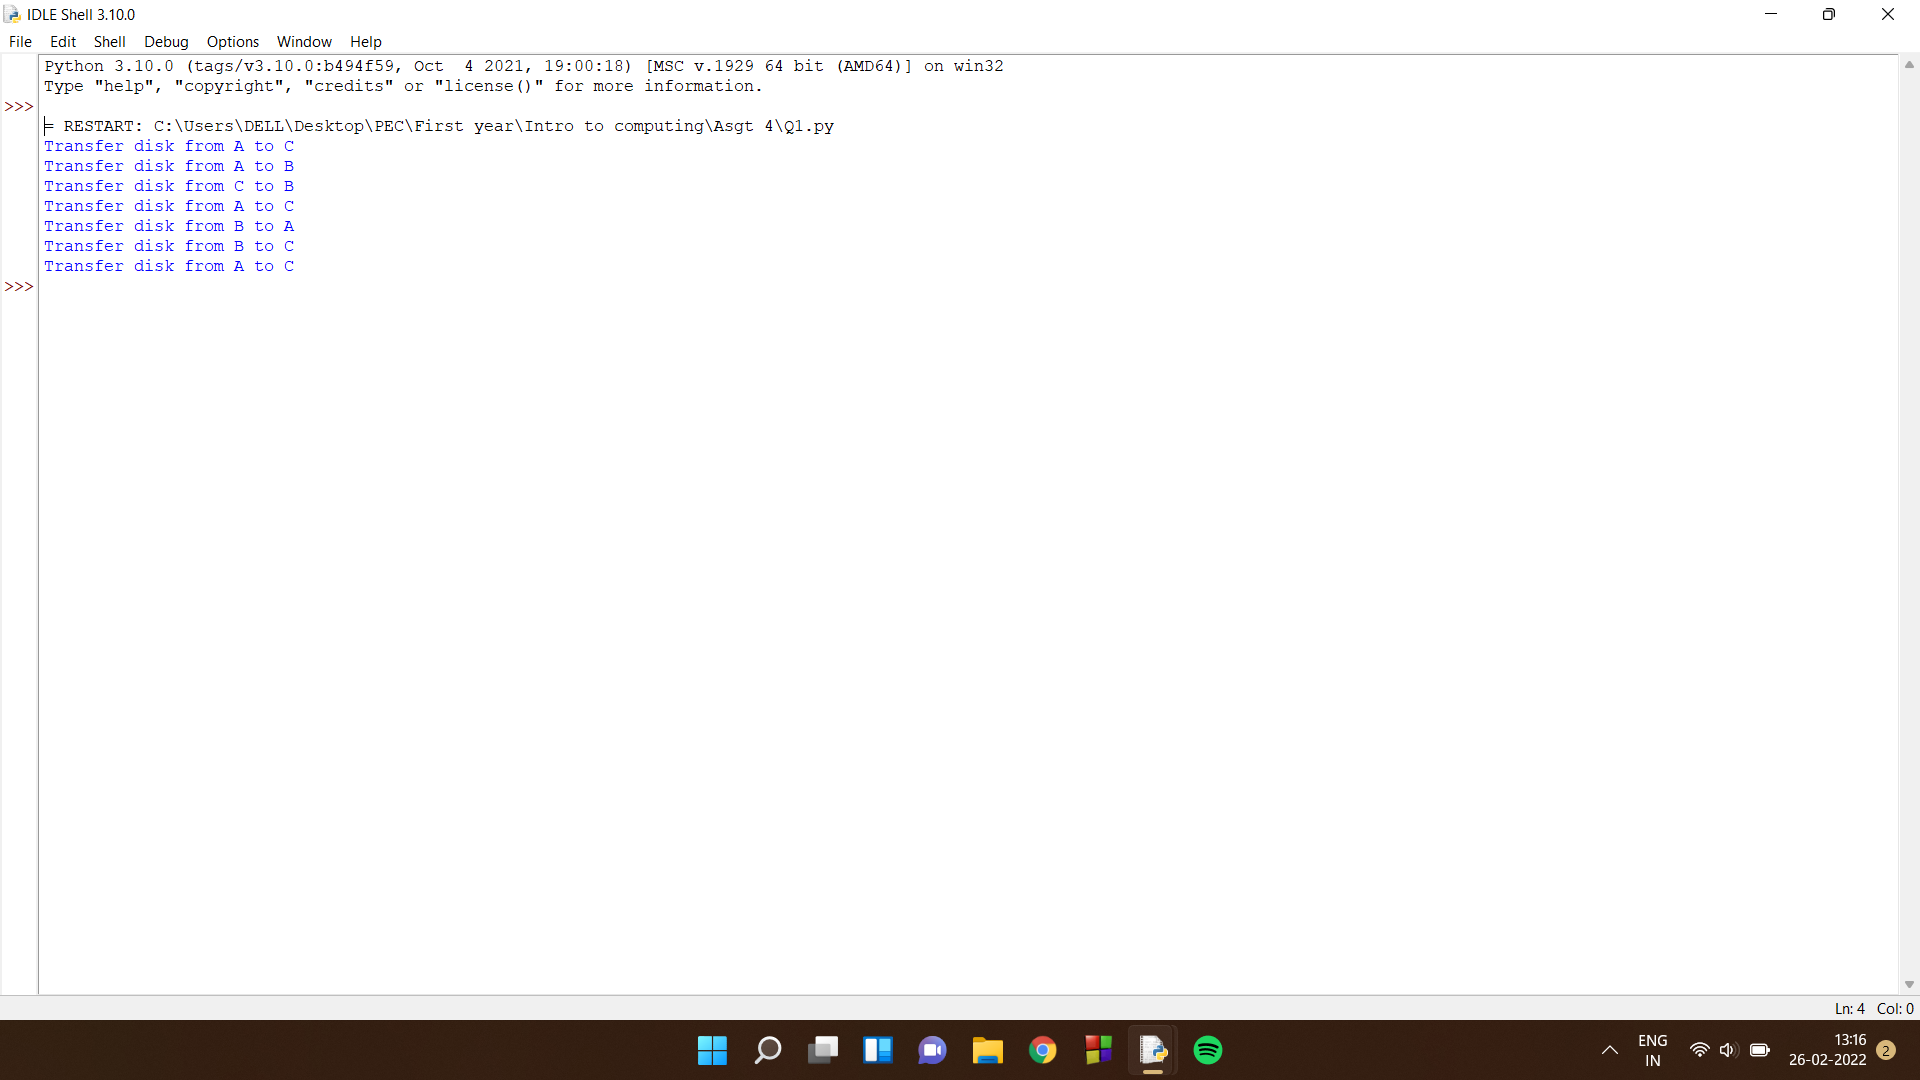 IDLE Shell 3.10.0
File Edit Shell Debug Options Window Help
Python 3.10.0 (tags/v3.10.0:b494f59, Oct  4 2021, 19:00:18) [MSC v.1929 64 bit (AMD64)] on win32
Type "help", "copyright", "credits" or "license()" for more information.
>>>
= RESTART: C:\Users\DELL\Desktop\PEC\First year\Intro to computing\Asgt 4\Q1.py
Transfer disk from A to C
Transfer disk from A to B
Transfer disk from C to B
Transfer disk from A to C
Transfer disk from B to A
Transfer disk from B to C
Transfer disk from A to C
>>>
Ln: 4 Col: 0
ENG
IN
13:16
26-02-2022
2